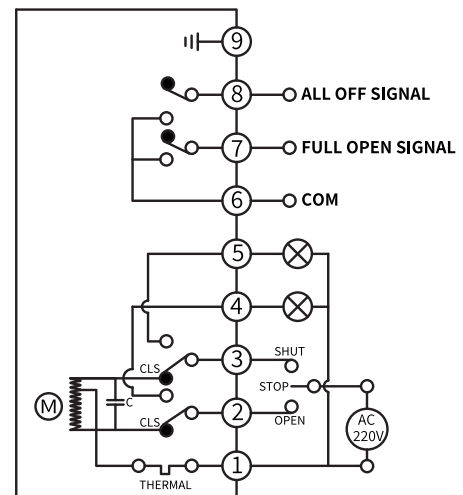 9
8 ALL OFF SIGNAL
7 FULL OPEN SIGNAL
6 COM
5
4
3 SHUT
CLS
STOP
M C
CLS 2 OPEN
AC
220V
1
THERMAL